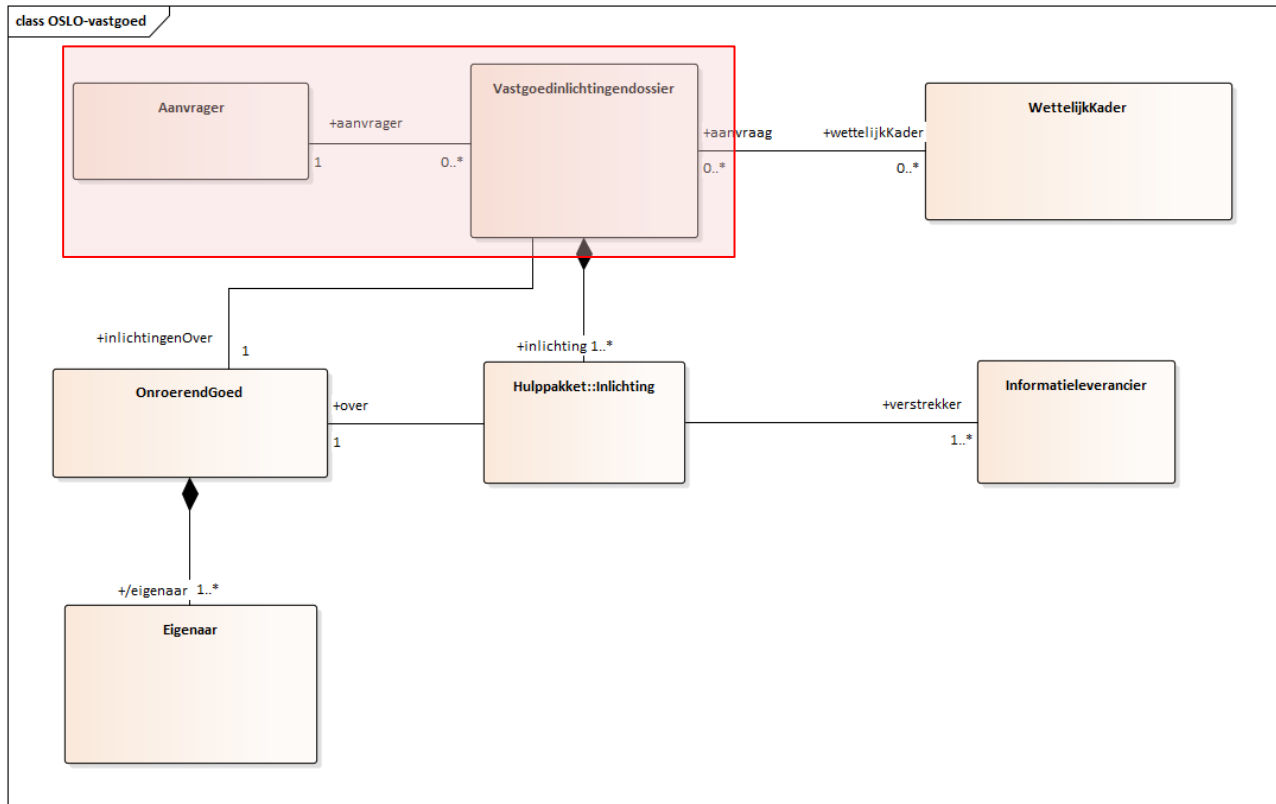 class OSLO-vastgoed
Aanvrager
+aanvrager
1
0..*
Vastgoedinlichtingendossier
+aanvraag
0..*
+wettelijkKader
0..*
WettelijkKader
+inlichtingenOver
1
+inlichting 1..*
OnroerendGoed
+over
1
Hulppakket::Inlichting
+verstrekker
1..*
Informatieleverancier
+/eigenaar 1..*
Eigenaar